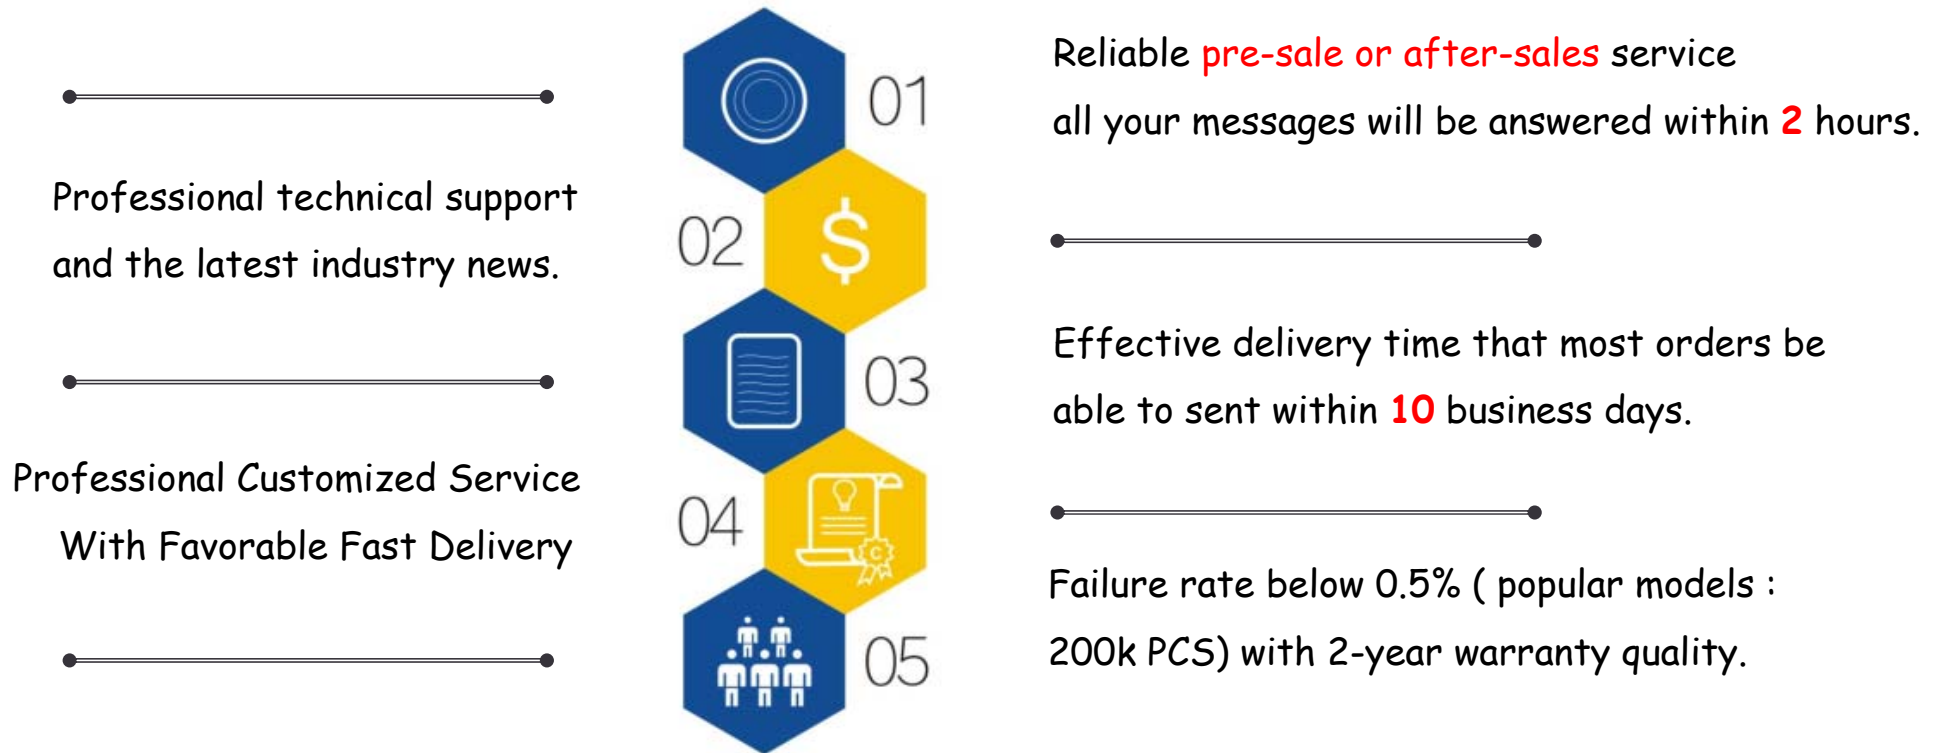 01
Reliable pre-sale or after-sales service
all your messages will be answered within 2 hours.
02
Professional technical support
and the latest industry news.
$
03
Effective delivery time that most orders be
able to sent within 10 business days.
04
Professional Customized Service
With Favorable Fast Delivery
C
05
Failure rate below 0.5% ( popular models :
200k PCS) with 2-year warranty quality.